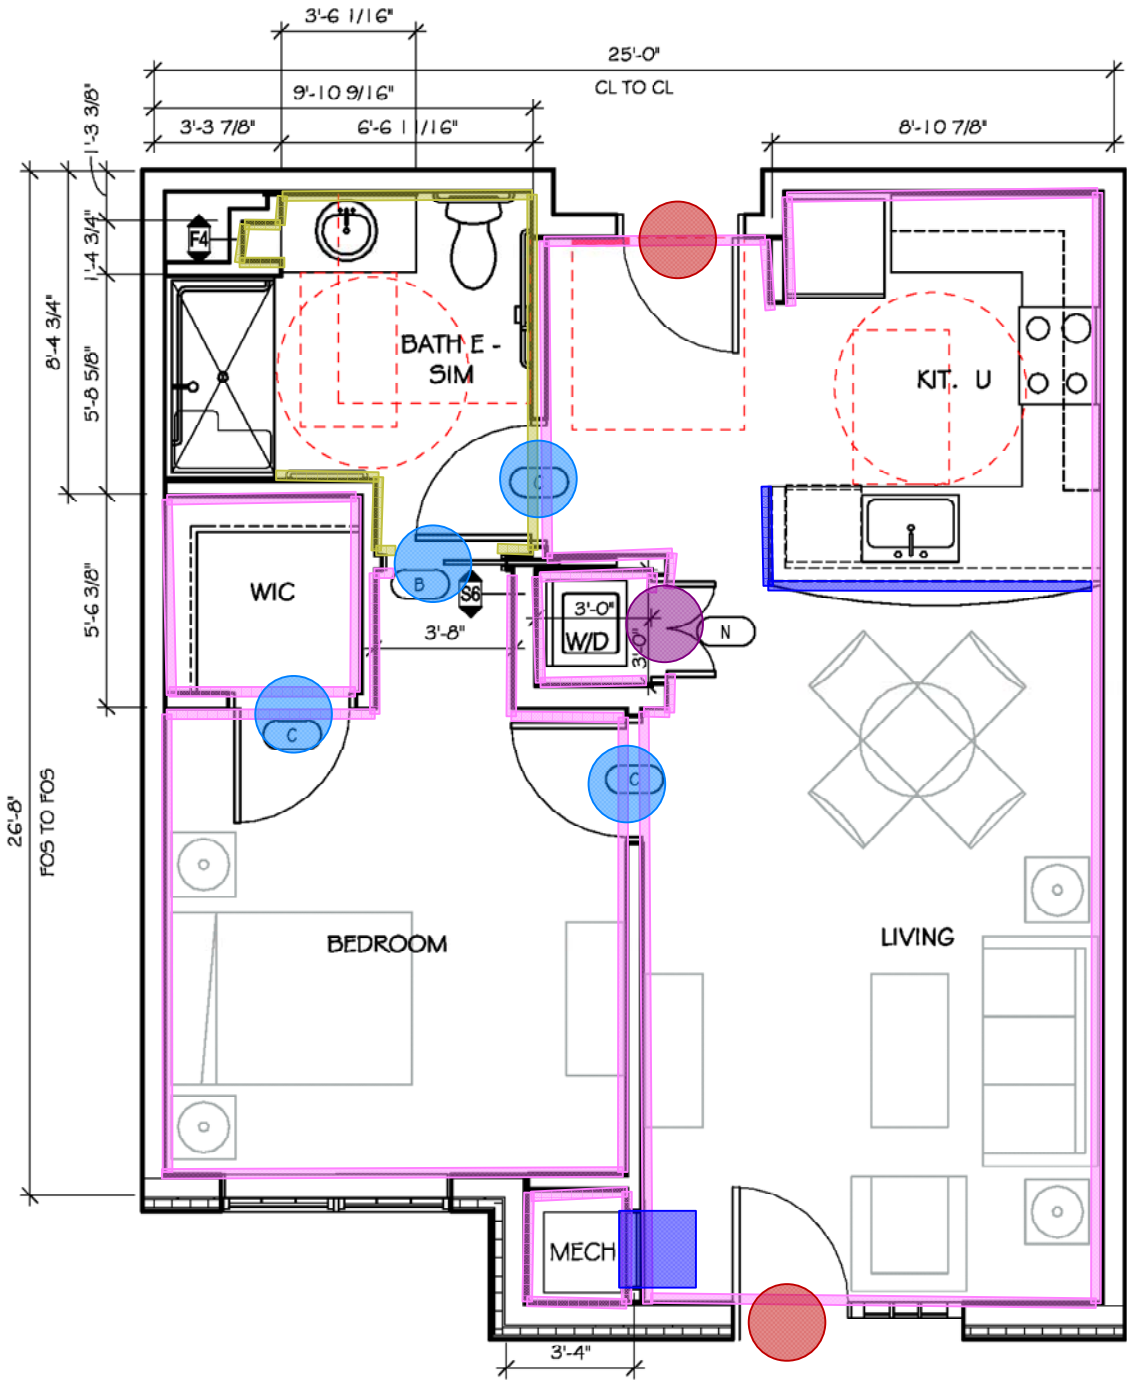 3'-6 1/16"
25'-0"
CL TO CL
9'-10 9/16"
3'-3 7/8"
6'-6 11/16"
8'-10 7/8"
1'-3 3/8"
1'-4 3/4"
8'-4 3/4"
5'-8 5/8"
F4
BATH E -
SIM
KIT. U
C
B
S6
5'-6 3/8"
WIC
3'-8"
3'-0"
W/D
3'-0"
N
C
C
26'-8"
FOS TO FOS
BEDROOM
LIVING
MECH
3'-4"